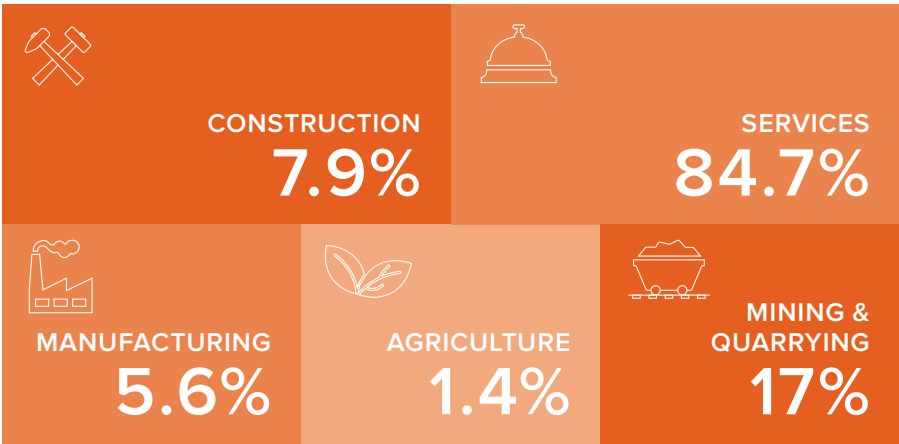 CONSTRUCTION
7.9%
SERVICES
84.7%
MANUFACTURING
5.6%
AGRICULTURE
1.4%
MINING &
QUARRYING
17%